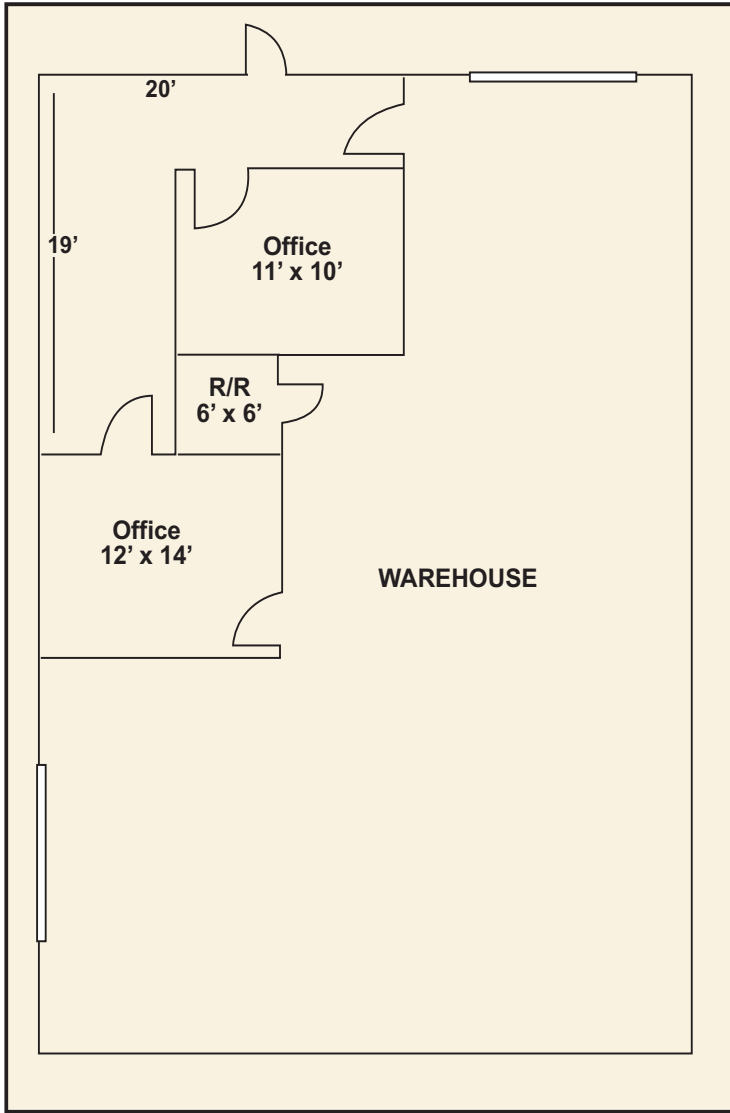 20’
19’
Office
11’ x 10’
R/R
6’ x 6’
Office
12’ x 14’
WAREHOUSE